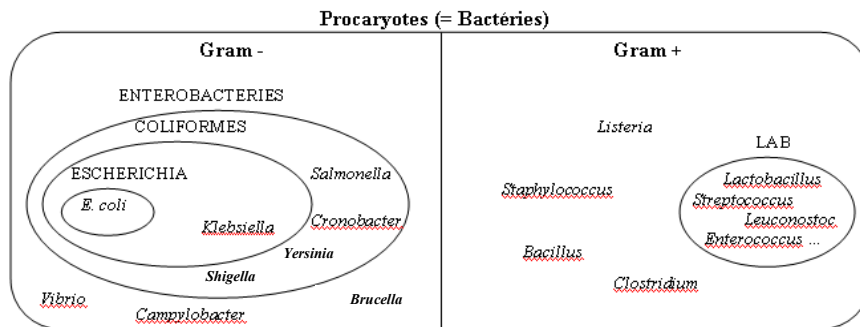 Procaryotes (= Bactéries)
Gram -
Gram +
ENTEROBACTERIES
COLIFORMES
ESCHERICHIA
E. coli
Klebsiella
Salmonella
Cronobacter
Yersinia
Shigella
Vibrio
Campylobacter
Brucella
Listeria
Staphylococcus
Bacillus
Clostridium
LAB
Lactobacillus
Streptococcus
Leuconostoc
Enterococcus ...